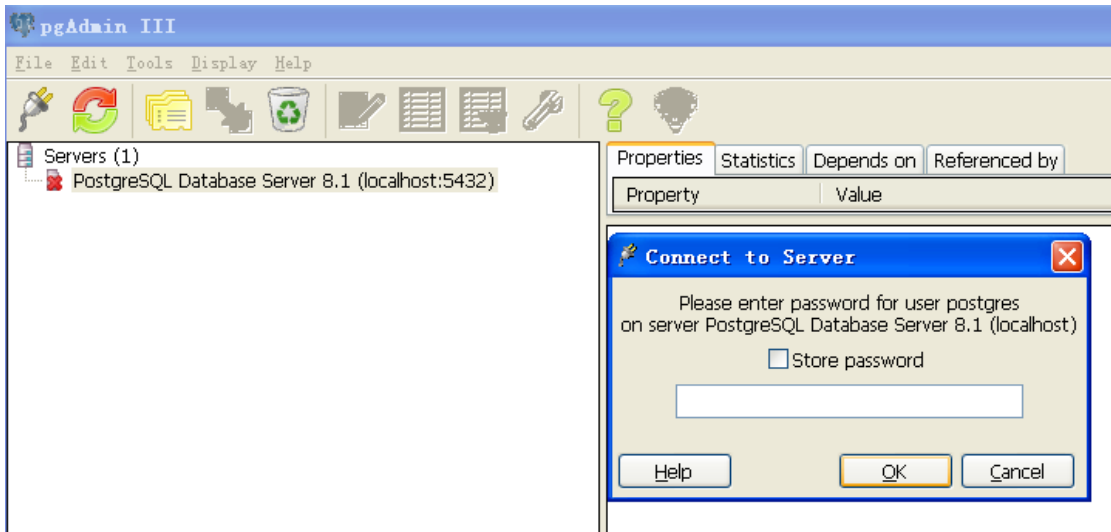 pgAdmin III
File Edit Tools Display Help
Servers (1)
PostgreSQL Database Server 8.1 (localhost:5432)
Properties Statistics Depends on Referenced by
Property Value
Connect to Server
Please enter password for user postgres
on server PostgreSQL Database Server 8.1 (localhost)
Store password
Help OK Cancel